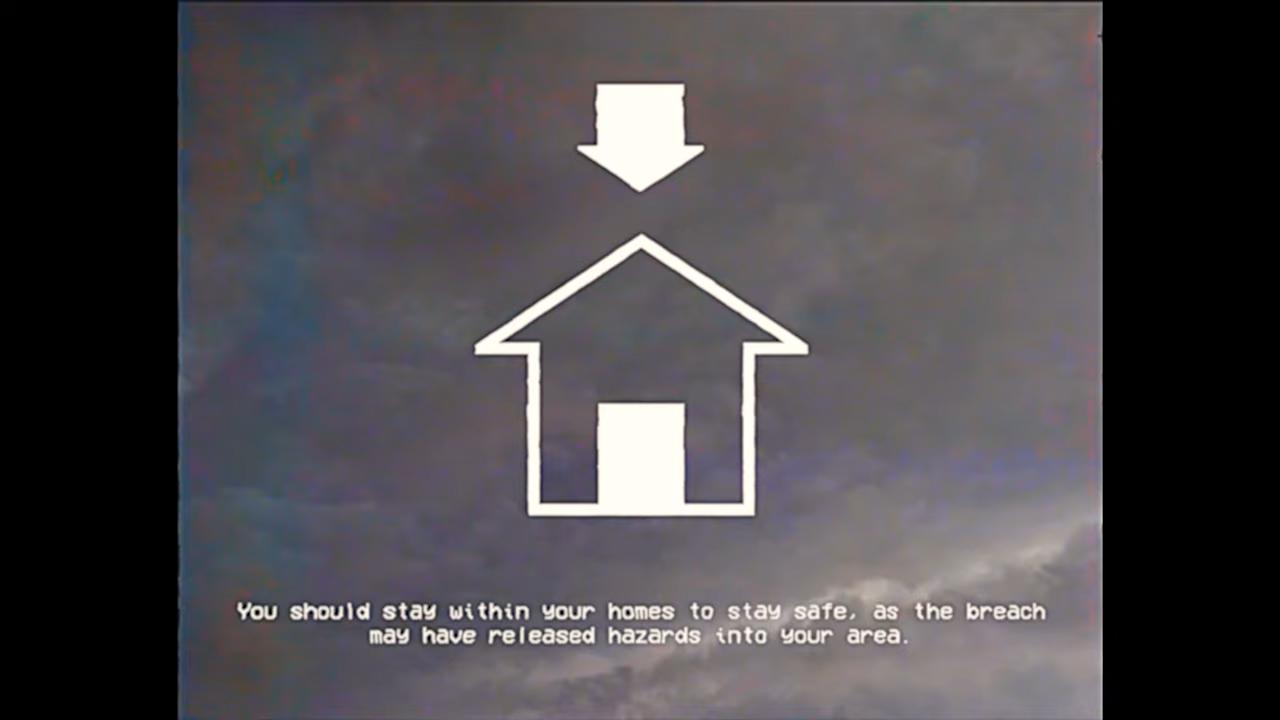 You should stay within your homes to stay safe, as the breach
may have released hazards into your area.